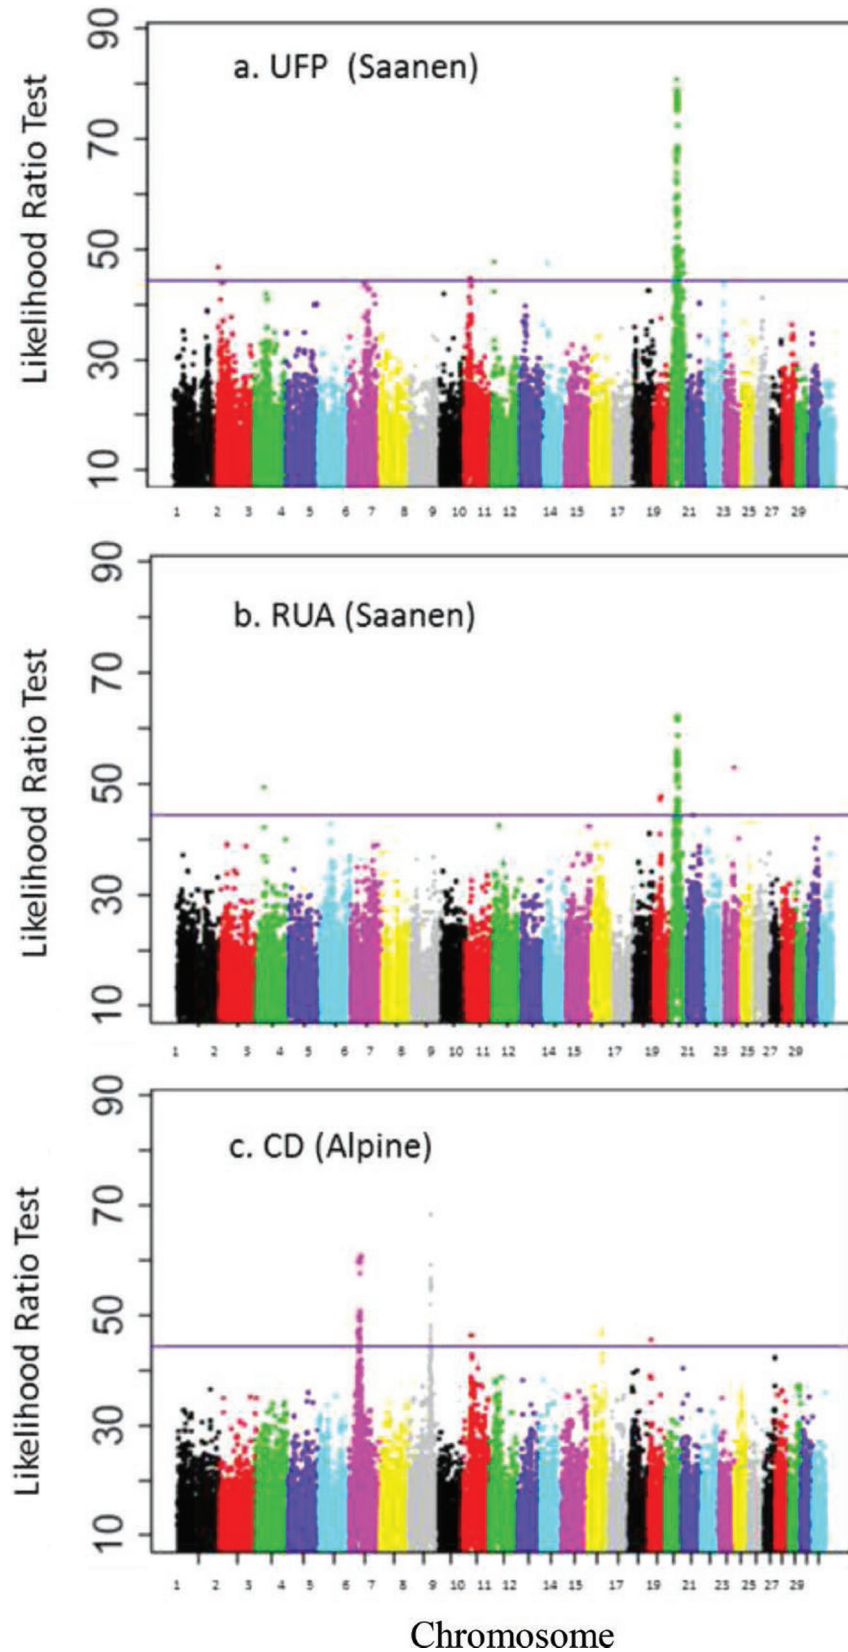 Likelihood Ratio Test
90
70
50
30
10
a. UFP (Saanen)
1 2 3 4 5 6 7 8 9 10 11 12 14 15 17 19 21 23 25 27 29
Likelihood Ratio Test
90
70
50
30
10
b. RUA (Saanen)
1 2 3 4 5 6 7 8 9 10 11 12 14 15 17 19 21 23 25 27 29
Likelihood Ratio Test
90
70
50
30
10
c. CD (Alpine)
1 2 3 4 5 6 7 9 10 11 12 14 15 17 19 21 23 25 27 29
Chromosome